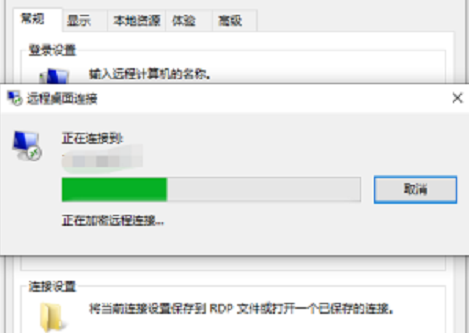 常规 显示 本地资源 体验 高级
登录设置
输入远程计算机的名称。
远程桌面连接
正在连接到:
取消
正在加密远程连接...
连接设置
将当前连接设置保存到 RDP 文件或打开一个已保存的连接。